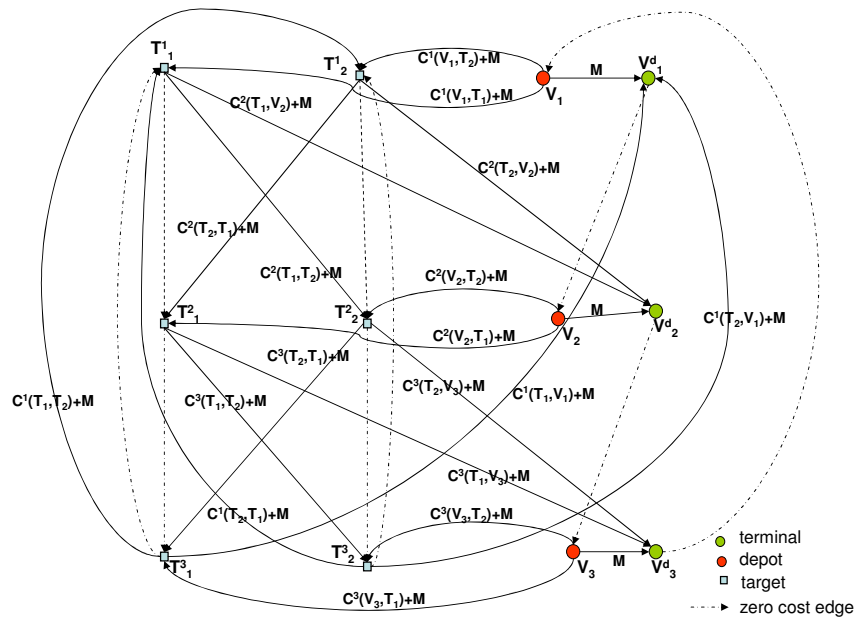 T¹₁
T¹₂
C¹(V₁,T₂)+M
M
V^d₁
V₁
C¹(V₁,T₁)+M
C²(T₁,V₂)+M
C²(T₂,V₂)+M
C²(T₂,T₁)+M
C²(T₁,T₂)+M
C²(V₂,T₂)+M
M
T²₁
T²₂
V₂
V^d₂
C²(V₂,T₁)+M
C¹(T₂,V₁)+M
C³(T₂,T₁)+M
C³(T₂,V₃)+M
C¹(T₁,V₁)+M
C¹(T₁,T₂)+M
C³(T₁,T₂)+M
C³(T₁,V₃)+M
C¹(T₂,T₁)+M
C³(V₃,T₂)+M
T³₁
T³₂
V₃
M
V^d₃
C³(V₃,T₁)+M
terminal
depot
target
zero cost edge